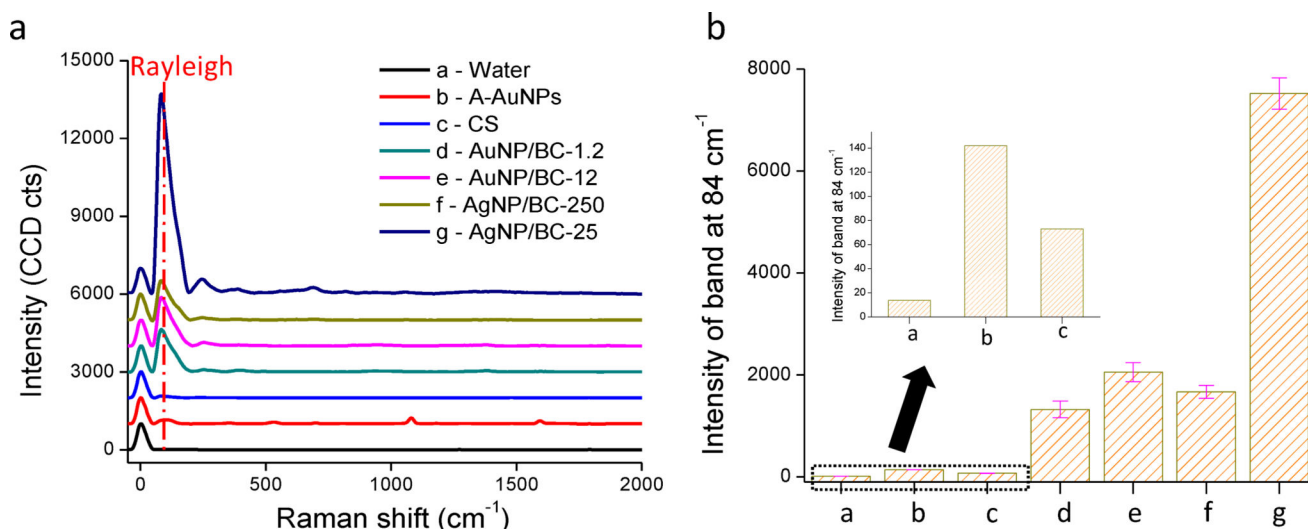 a
15000
12000
9000
6000
3000
0
Intensity (CCD cts)
Rayleigh
a - Water
b - A-AuNPs
c - CS
d - AuNP/BC-1.2
e - AuNP/BC-12
f - AgNP/BC-250
g - AgNP/BC-25
0 500 1000 1500 2000
Raman shift (cm⁻¹)
b
8000
6000
4000
2000
0
Intensity of band at 84 cm⁻¹
140
120
100
80
60
40
20
0
Intensity of band at 84 cm⁻¹
a b c
a b c d e f g